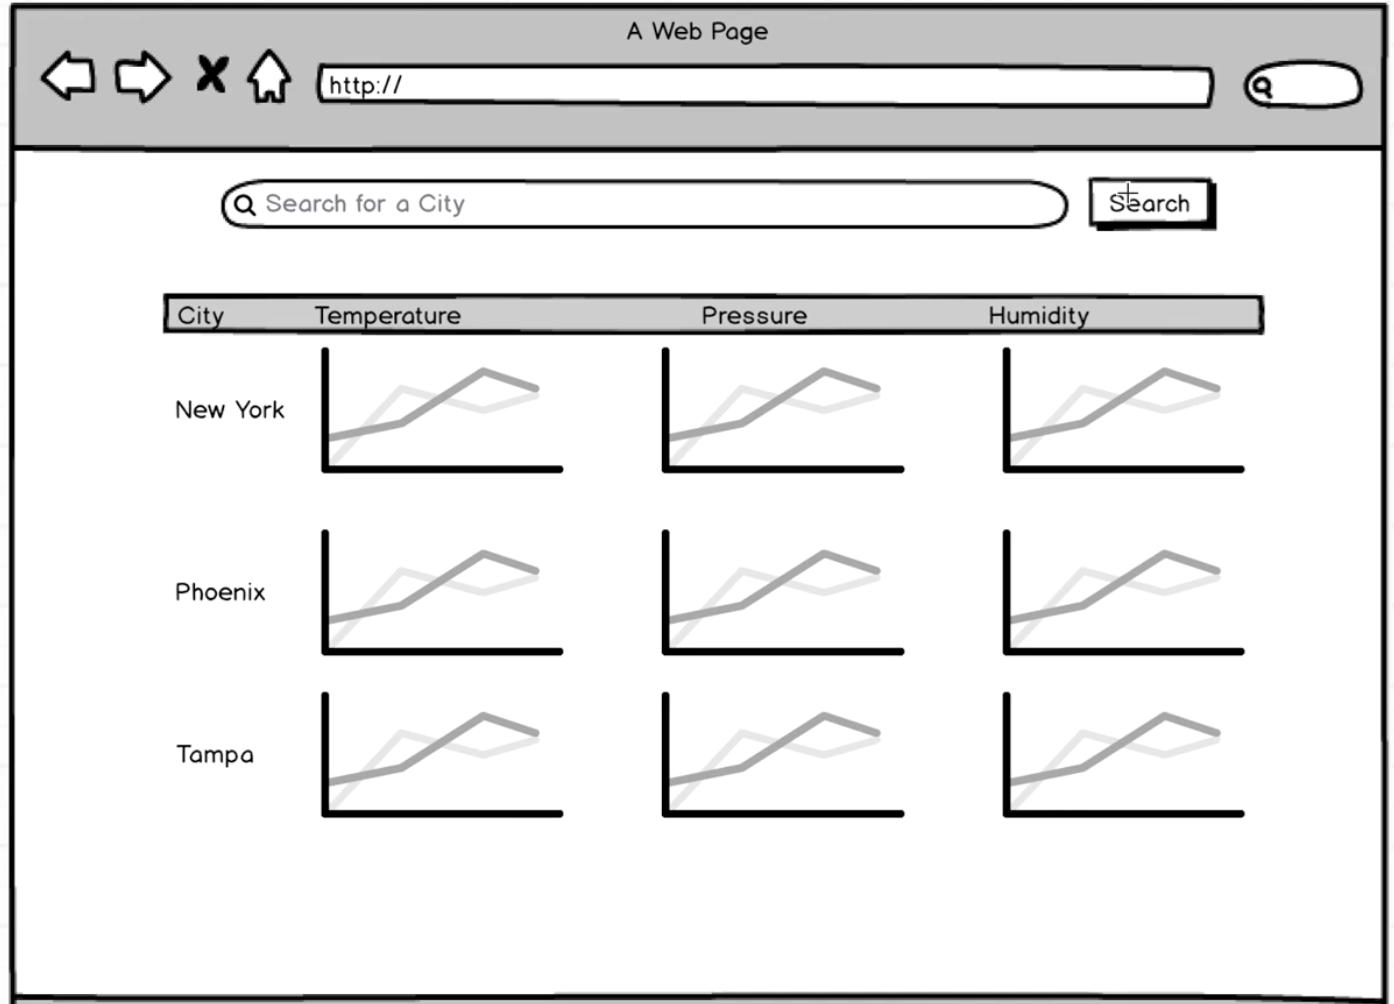 A Web Page
http://
Search for a City
Search
City Temperature Pressure Humidity
New York
Phoenix
Tampa